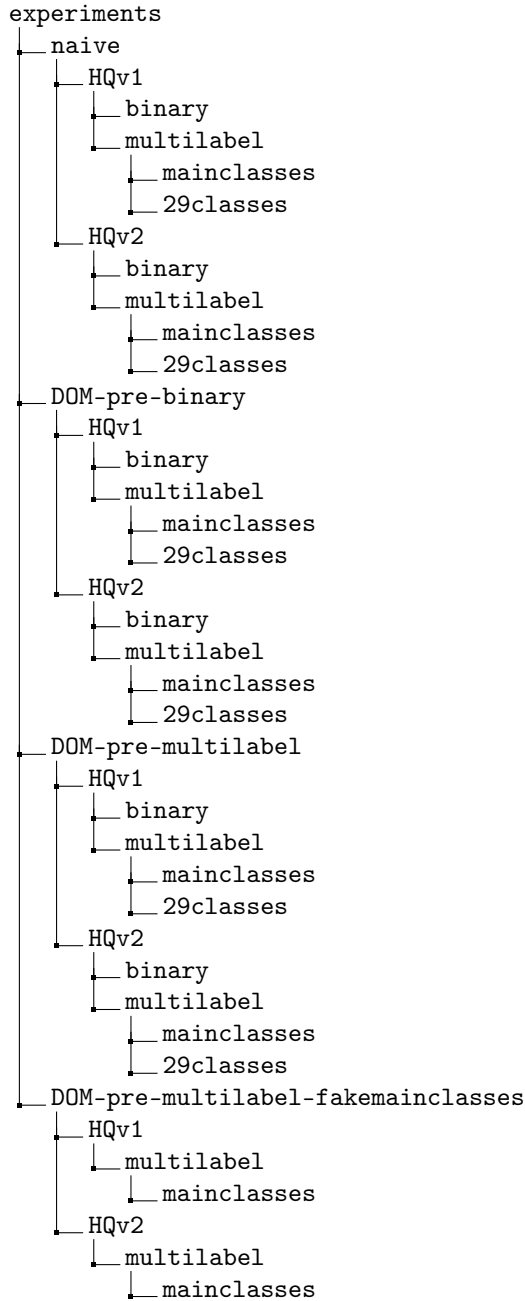 experiments
naive
HQv1
binary
multilabel
mainclasses
29classes
HQv2
binary
multilabel
mainclasses
29classes
DOM-pre-binary
HQv1
binary
multilabel
mainclasses
29classes
HQv2
binary
multilabel
mainclasses
29classes
DOM-pre-multilabel
HQv1
binary
multilabel
mainclasses
29classes
HQv2
binary
multilabel
mainclasses
29classes
DOM-pre-multilabel-fakemainclasses
HQv1
multilabel
mainclasses
HQv2
multilabel
mainclasses